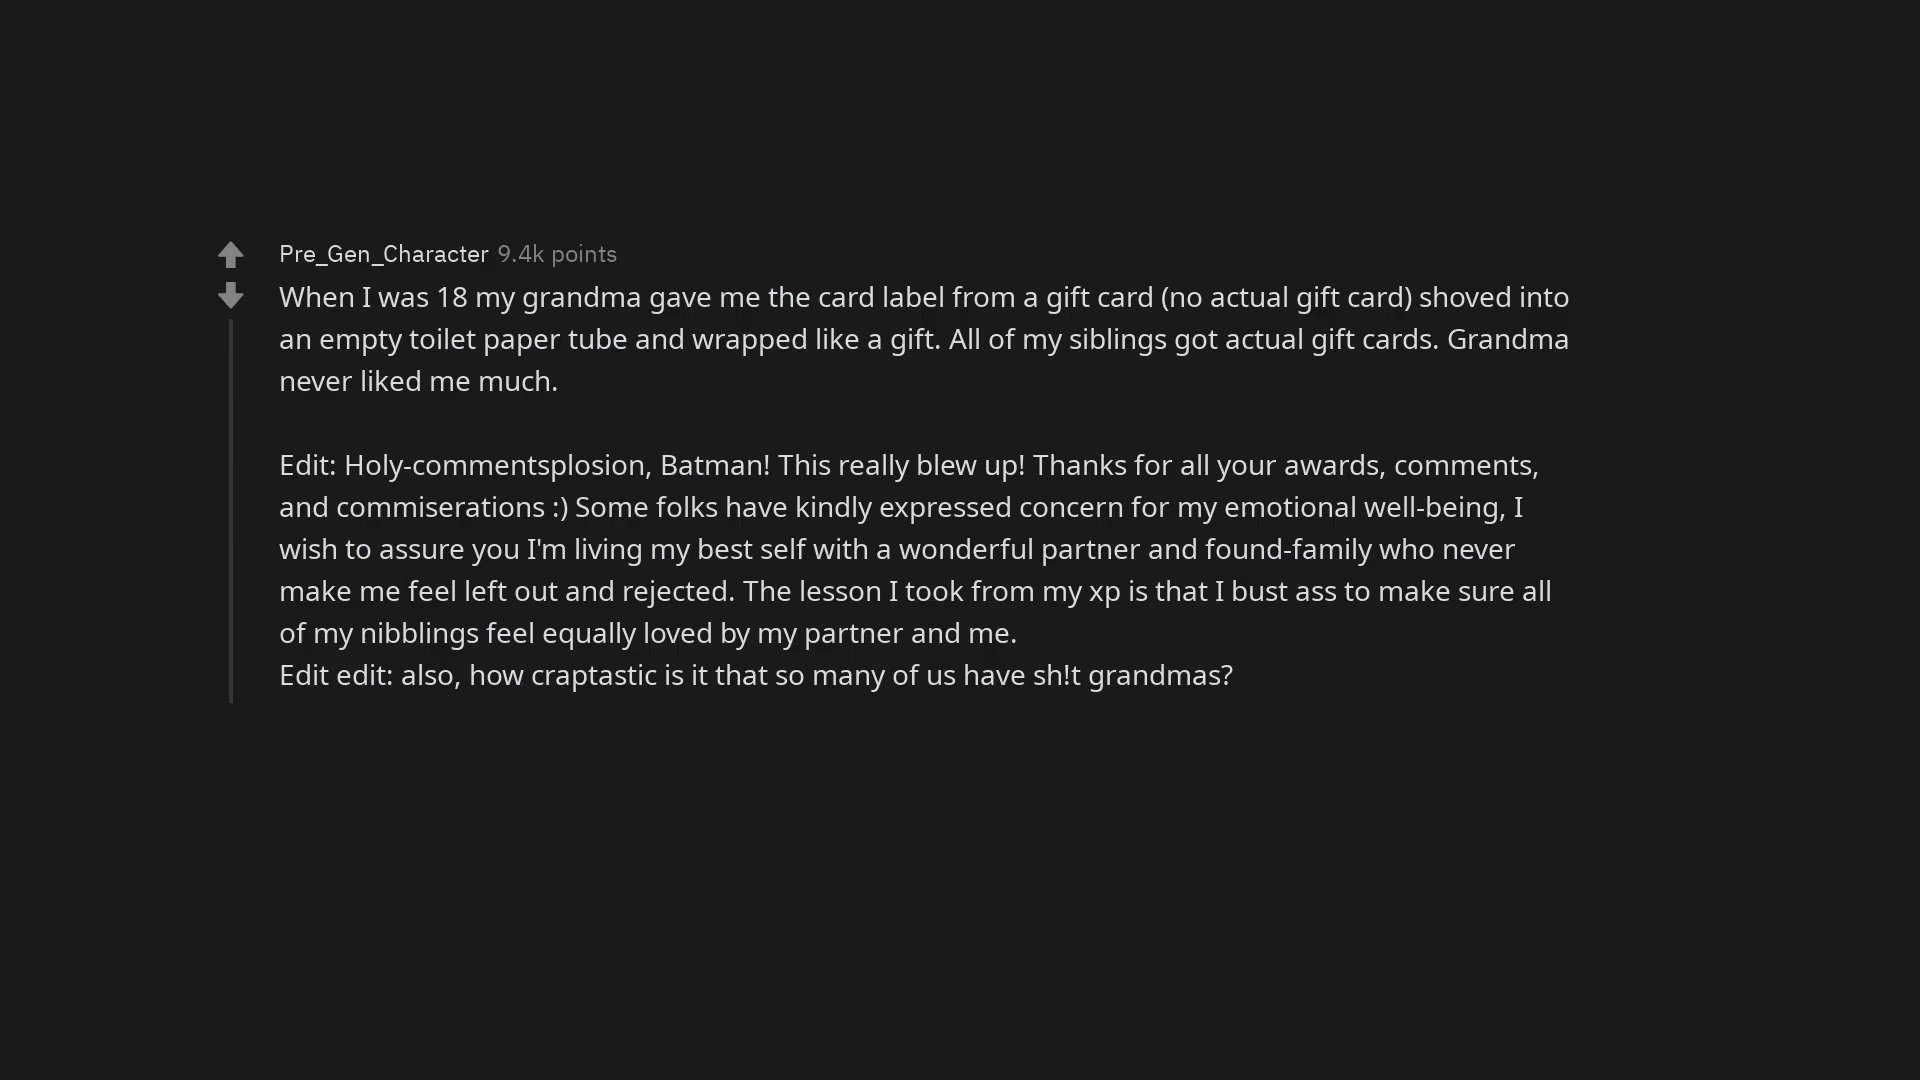 Pre_Gen_Character 9.4k points
When I was 18 my grandma gave me the card label from a gift card (no actual gift card) shoved into
an empty toilet paper tube and wrapped like a gift. All of my siblings got actual gift cards. Grandma
never liked me much.
Edit: Holy-commentsplosion, Batman! This really blew up! Thanks for all your awards, comments,
and commiserations :) Some folks have kindly expressed concern for my emotional well-being, I
wish to assure you I'm living my best self with a wonderful partner and found-family who never
make me feel left out and rejected. The lesson I took from my xp is that I bust ass to make sure all
of my nibblings feel equally loved by my partner and me.
Edit edit: also, how craptastic is it that so many of us have sh!t grandmas?